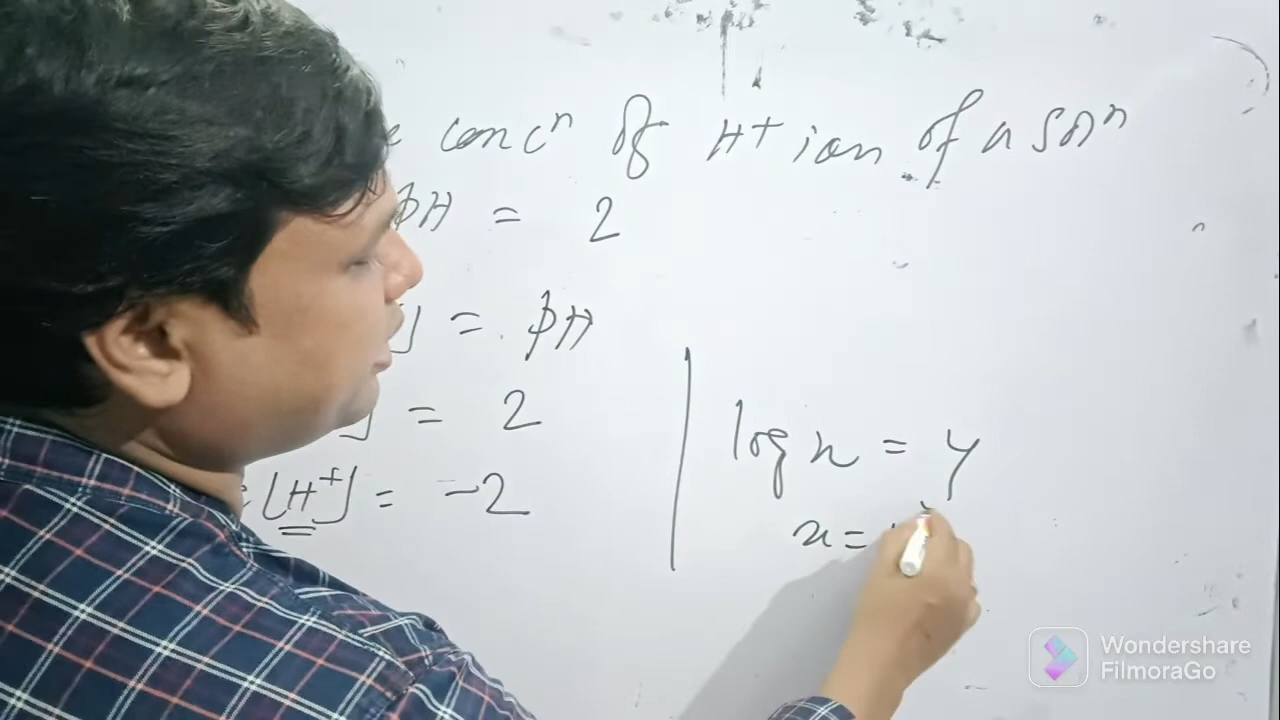 concⁿ of H+ ion of a solⁿ
pH = 2
] = pH
] = 2
[H+] = -2
log x = y
x =
Wondershare
FilmoraGo